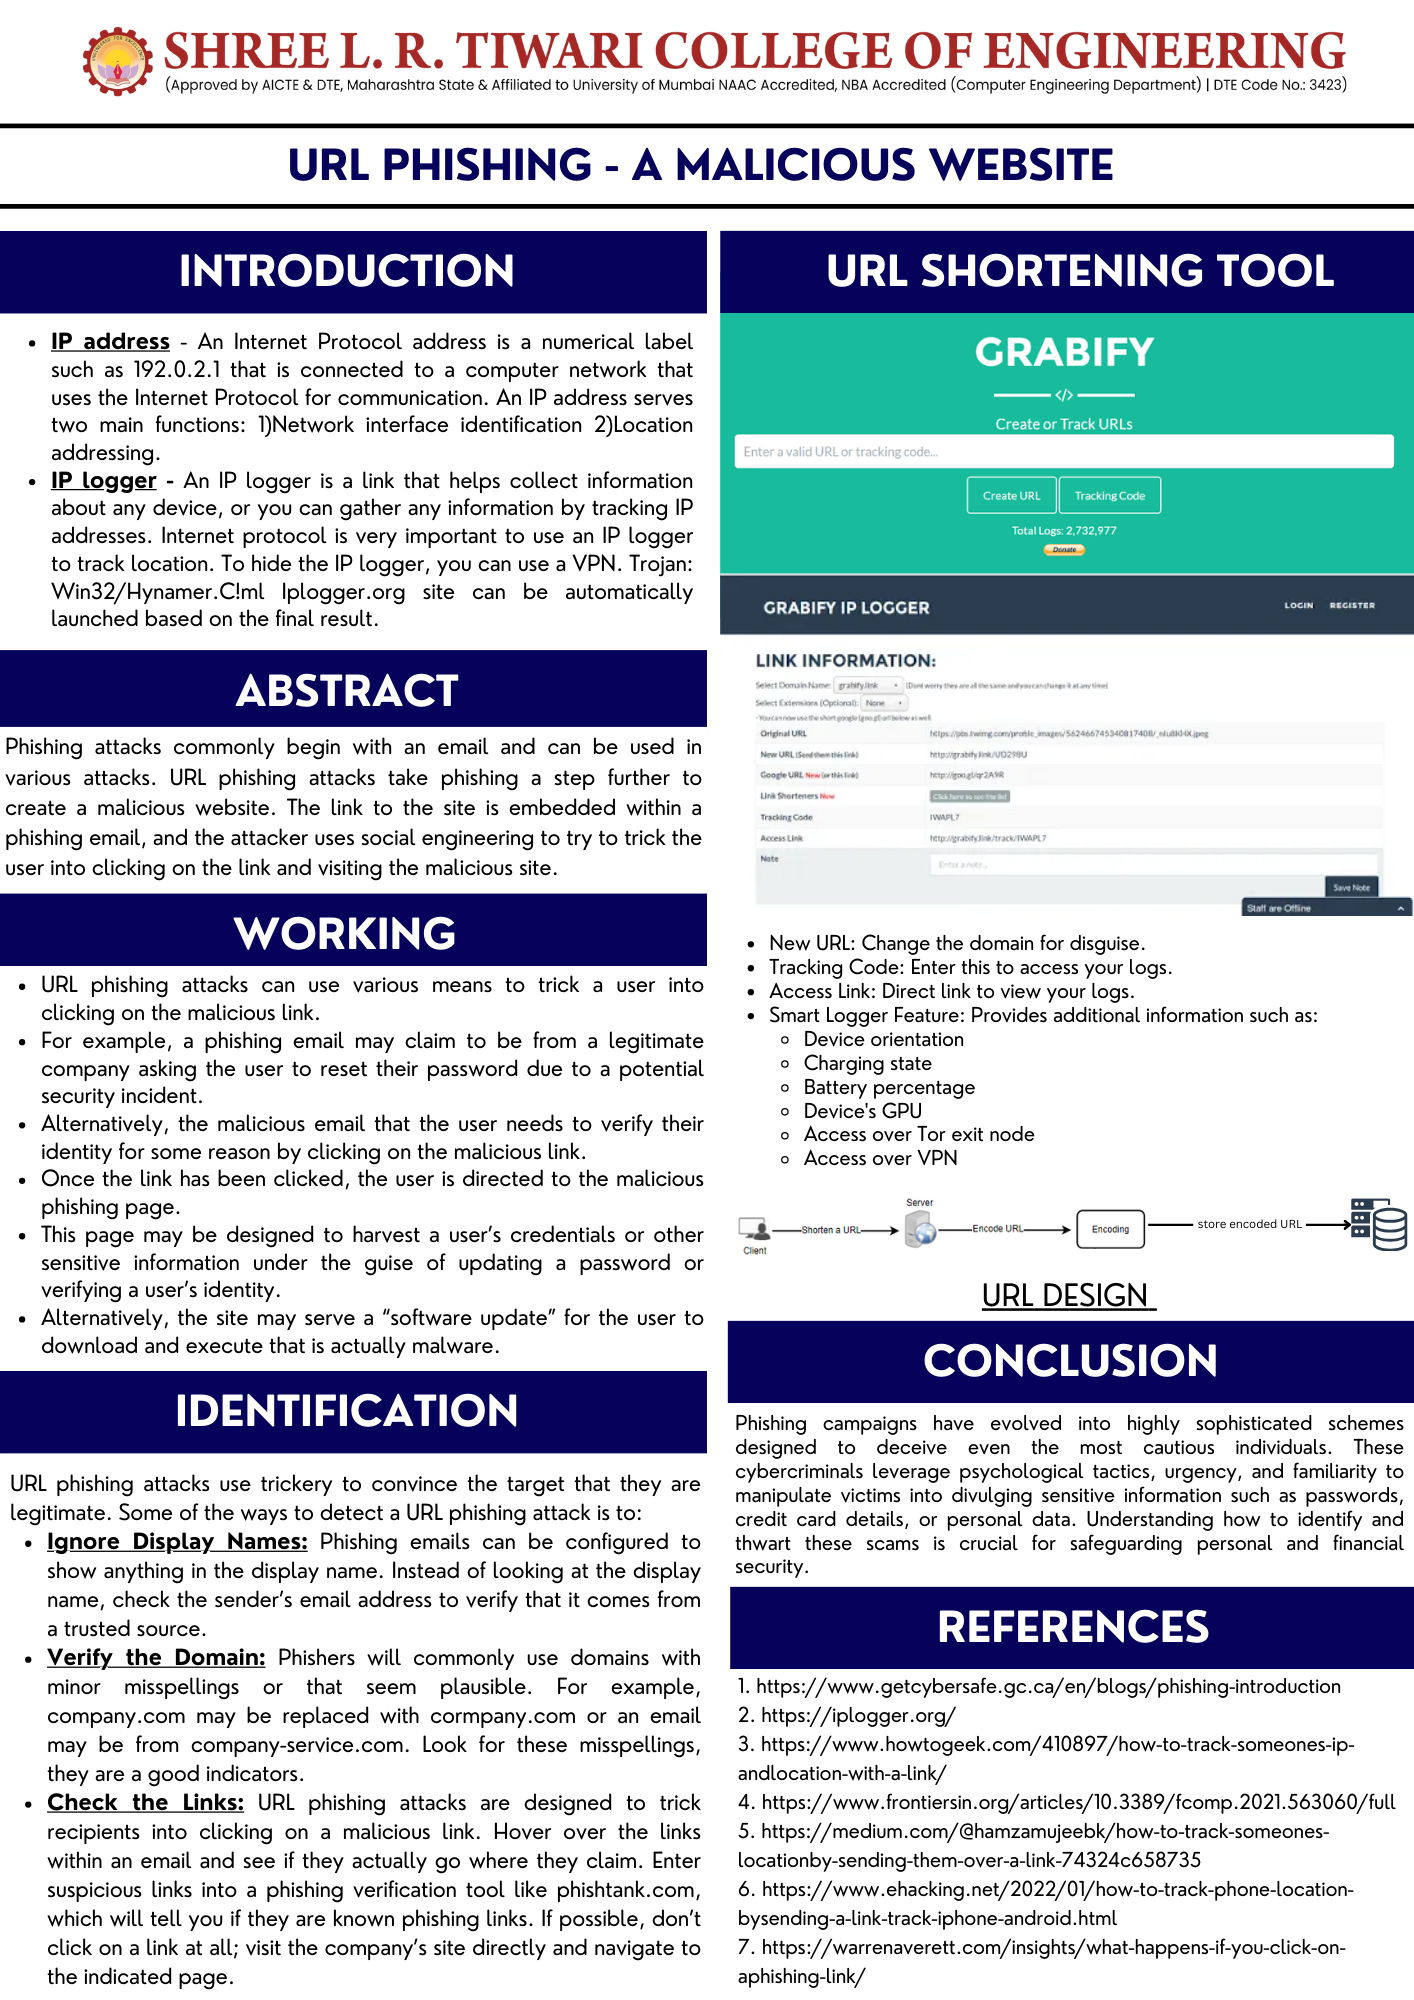 SHREE L. R. TIWARI COLLEGE OF ENGINEERING
(Approved by AICTE & DTE, Maharashtra State & Affiliated to University of Mumbai NAAC Accredited, NBA Accredited (Computer Engineering Department) | DTE Code No.: 3423)
URL PHISHING - A MALICIOUS WEBSITE
INTRODUCTION
• IP address - An Internet Protocol address is a numerical label
such as 192.0.2.1 that is connected to a computer network that
uses the Internet Protocol for communication. An IP address serves
two main functions: 1)Network interface identification 2)Location
addressing.
• IP logger - An IP logger is a link that helps collect information
about any device, or you can gather any information by tracking IP
addresses. Internet protocol is very important to use an IP logger
to track location. To hide the IP logger, you can use a VPN. Trojan:
Win32/Hynamer.C!ml Iplogger.org site can be automatically
launched based on the final result.
ABSTRACT
Phishing attacks commonly begin with an email and can be used in
various attacks. URL phishing attacks take phishing a step further to
create a malicious website. The link to the site is embedded within a
phishing email, and the attacker uses social engineering to try to trick the
user into clicking on the link and visiting the malicious site.
WORKING
• URL phishing attacks can use various means to trick a user into
clicking on the malicious link.
• For example, a phishing email may claim to be from a legitimate
company asking the user to reset their password due to a potential
security incident.
• Alternatively, the malicious email that the user needs to verify their
identity for some reason by clicking on the malicious link.
• Once the link has been clicked, the user is directed to the malicious
phishing page.
• This page may be designed to harvest a user's credentials or other
sensitive information under the guise of updating a password or
verifying a user's identity.
• Alternatively, the site may serve a "software update" for the user to
download and execute that is actually malware.
IDENTIFICATION
URL phishing attacks use trickery to convince the target that they are
legitimate. Some of the ways to detect a URL phishing attack is to:
• Ignore Display Names: Phishing emails can be configured to
show anything in the display name. Instead of looking at the display
name, check the sender's email address to verify that it comes from
a trusted source.
• Verify the Domain: Phishers will commonly use domains with
minor misspellings or that seem plausible. For example,
company.com may be replaced with cormpany.com or an email
may be from company-service.com. Look for these misspellings,
they are a good indicators.
• Check the Links: URL phishing attacks are designed to trick
recipients into clicking on a malicious link. Hover over the links
within an email and see if they actually go where they claim. Enter
suspicious links into a phishing verification tool like phishtank.com,
which will tell you if they are known phishing links. If possible, don't
click on a link at all; visit the company's site directly and navigate to
the indicated page.
URL SHORTENING TOOL
GRABIFY
</>
Create or Track URLs
Enter a valid URL or tracking code...
Create URL Tracking Code
Total Logs: 2,732,977
Donate
GRABIFY IP LOGGER LOGIN REGISTER
LINK INFORMATION:
Select Domain Name: grabify.link (Dont worry they are all the same and you can change it at any time)
Select Extensions (Optional): None
- You can now use the short google (goo.gl) url below as well
Original URL
New URL (Send them this link) http://grabify.link/UD298U
Google URL New (or this link) http://goo.gl/qr2A9R
Link Shorteners New Click here to see the list
Tracking Code IWAPL7
Access Link http://grabify.link/track/IWAPL7
Note Enter a note...
Save Note
Staff are Offline
• New URL: Change the domain for disguise.
• Tracking Code: Enter this to access your logs.
• Access Link: Direct link to view your logs.
• Smart Logger Feature: Provides additional information such as:
Device orientation
Charging state
Battery percentage
Device's GPU
Access over Tor exit node
Access over VPN
Server
Shorten a URL Encode URL Encoding store encoded URL
Client
URL DESIGN
CONCLUSION
Phishing campaigns have evolved into highly sophisticated schemes
designed to deceive even the most cautious individuals. These
cybercriminals leverage psychological tactics, urgency, and familiarity to
manipulate victims into divulging sensitive information such as passwords,
credit card details, or personal data. Understanding how to identify and
thwart these scams is crucial for safeguarding personal and financial
security.
REFERENCES
1. https://www.getcybersafe.gc.ca/en/blogs/phishing-introduction
2. https://iplogger.org/
3. https://www.howtogeek.com/410897/how-to-track-someones-ip-
andlocation-with-a-link/
4. https://www.frontiersin.org/articles/10.3389/fcomp.2021.563060/full
5. https://medium.com/@hamzamujeebk/how-to-track-someones-
locationby-sending-them-over-a-link-74324c658735
6. https://www.ehacking.net/2022/01/how-to-track-phone-location-
bysending-a-link-track-iphone-android.html
7. https://warrenaverett.com/insights/what-happens-if-you-click-on-
aphishing-link/